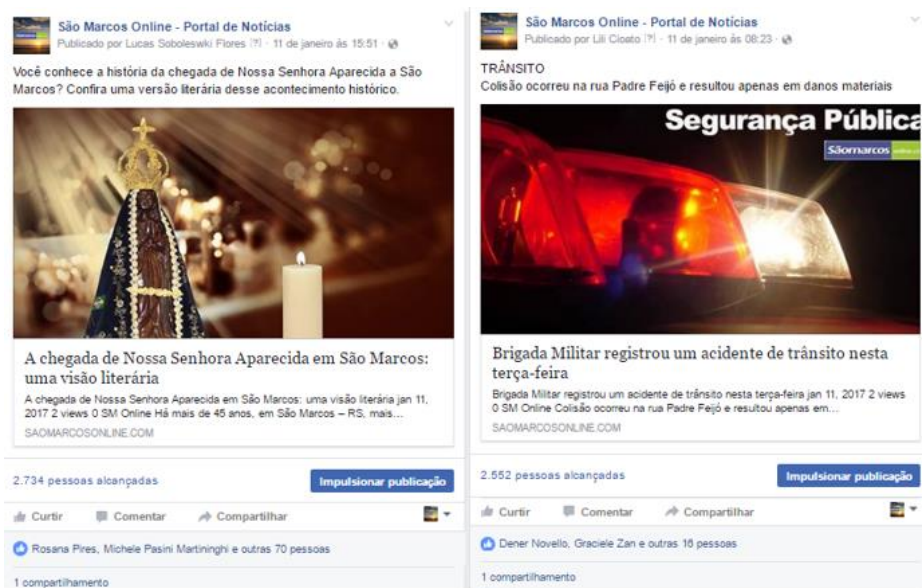 São Marcos Online - Portal de Notícias
Publicado por Lucas Soboleswki Flores [?] · 11 de janeiro às 15:51 ·
Você conhece a história da chegada de Nossa Senhora Aparecida a São
Marcos? Confira uma versão literária desse acontecimento histórico.
A chegada de Nossa Senhora Aparecida em São Marcos:
uma visão literária
A chegada de Nossa Senhora Aparecida em São Marcos: uma visão literária jan 11,
2017 2 views 0 SM Online Há mais de 45 anos, em São Marcos – RS, mais...
SAOMARCOSONLINE.COM
2.734 pessoas alcançadas
Impulsionar publicação
Curtir Comentar Compartilhar
Rosana Pires, Michele Pasini Martininghi e outras 70 pessoas
1 compartilhamento
São Marcos Online - Portal de Notícias
Publicado por Lili Cioato [?] · 11 de janeiro às 08:23 ·
TRÂNSITO
Colisão ocorreu na rua Padre Feijó e resultou apenas em danos materiais
Segurança Pública
Sãomarcos
Brigada Militar registrou um acidente de trânsito nesta
terça-feira
Brigada Militar registrou um acidente de trânsito nesta terça-feira jan 11, 2017 2 views
0 SM Online Colisão ocorreu na rua Padre Feijó e resultou apenas em...
SAOMARCOSONLINE.COM
2.552 pessoas alcançadas
Impulsionar publicação
Curtir Comentar Compartilhar
Dener Novello, Graciele Zan e outras 16 pessoas
1 compartilhamento